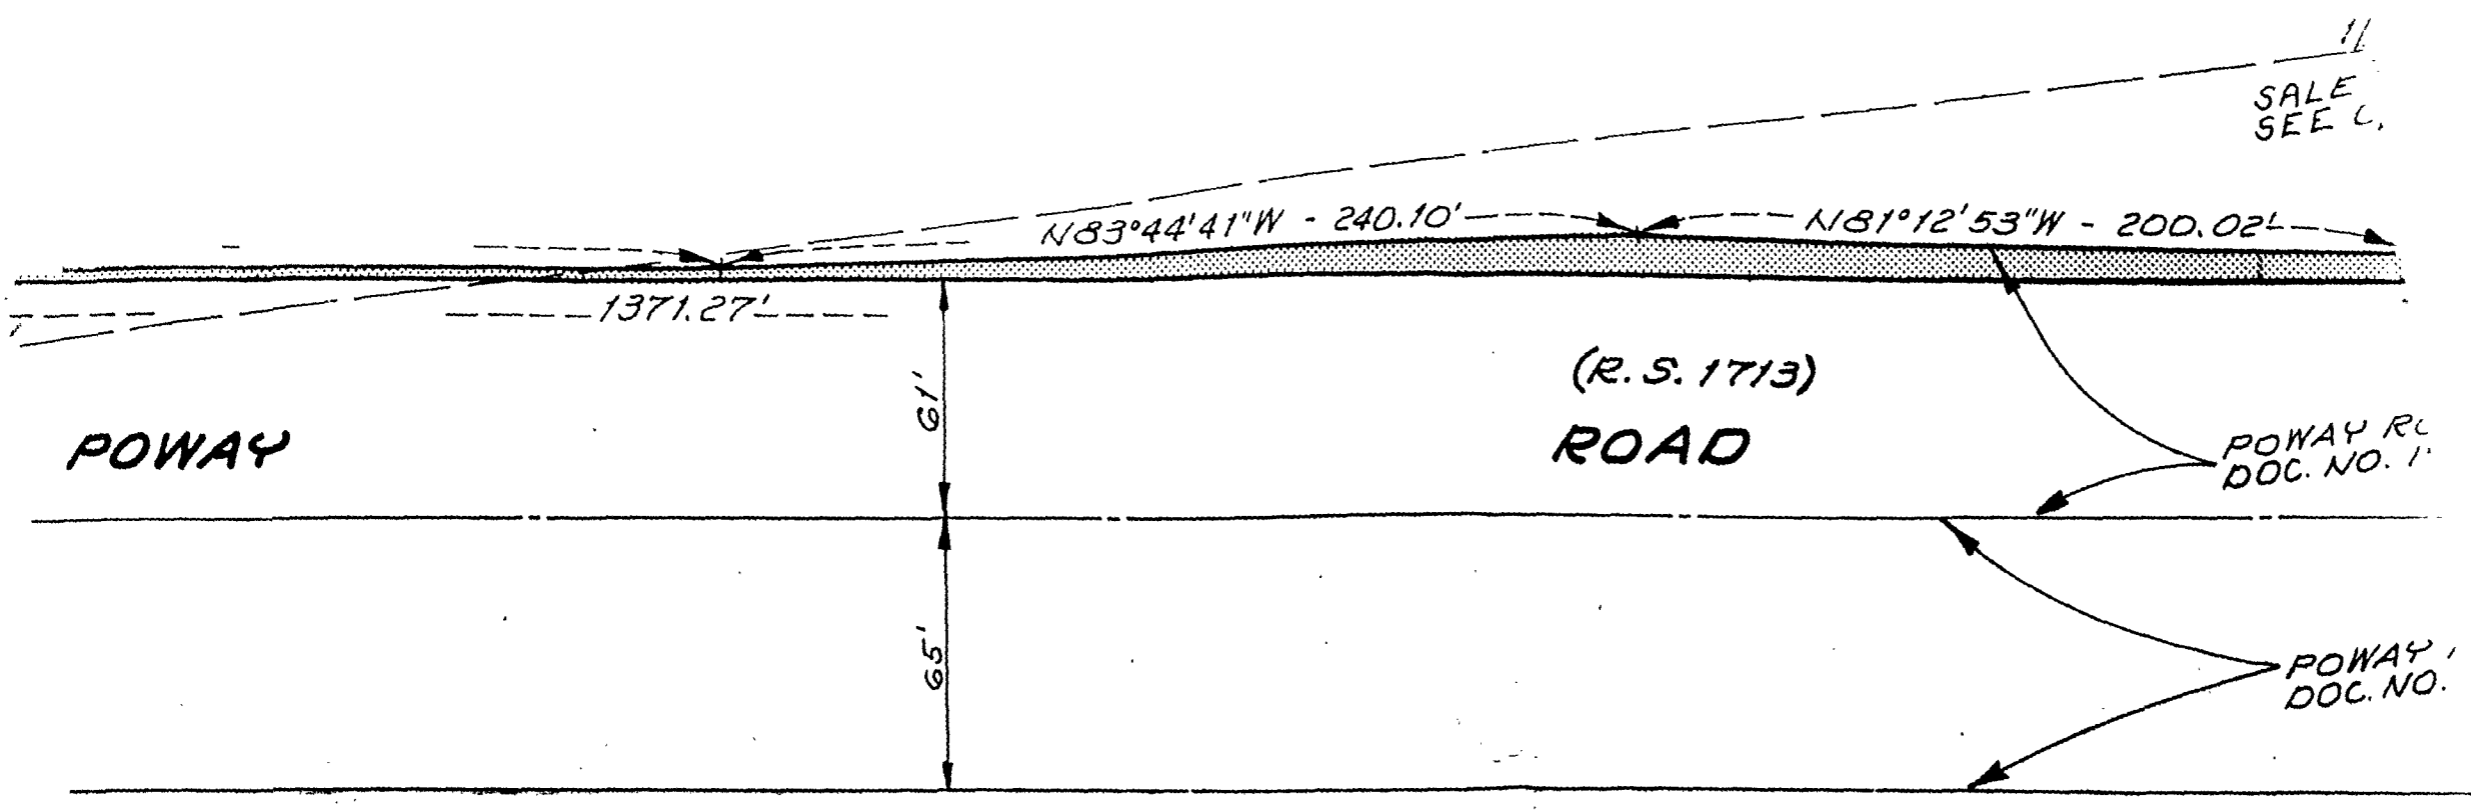 SALE
SEE
N83°44'41"W - 240.10'
N81°12'53"W - 200.02'
1371.27'
61'
(R.S. 1713)
POWAY
ROAD
POWAY
DOC. NO.
65'
POWAY
DOC. NO.